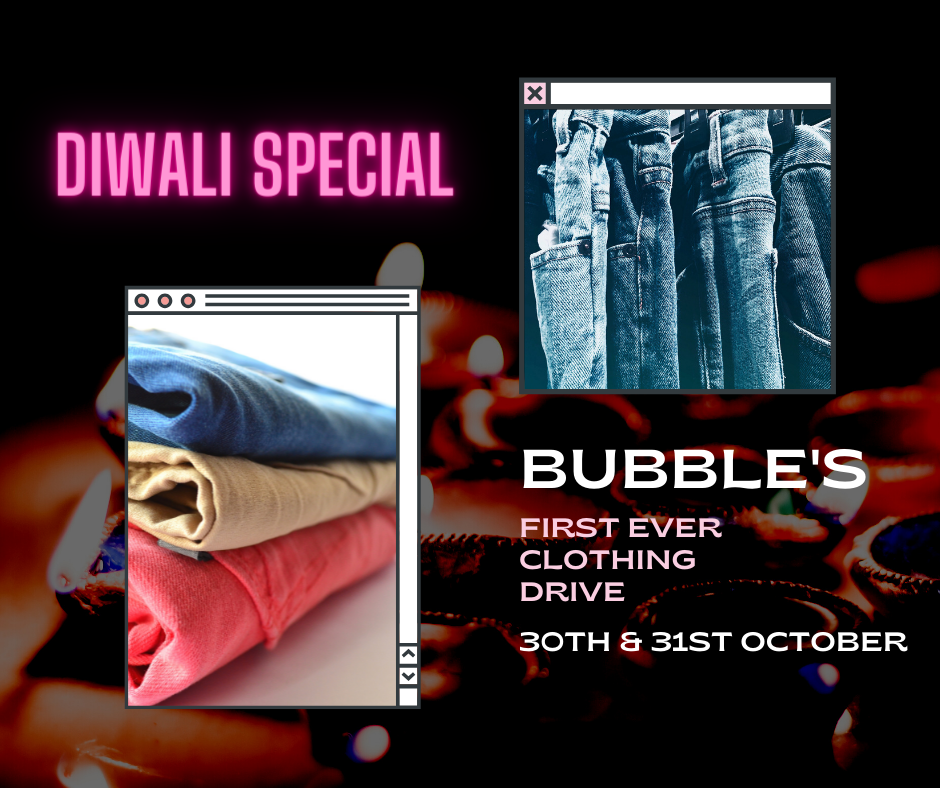 DIWALI SPECIAL
BUBBLE'S
FIRST EVER
CLOTHING
DRIVE
30TH & 31ST OCTOBER